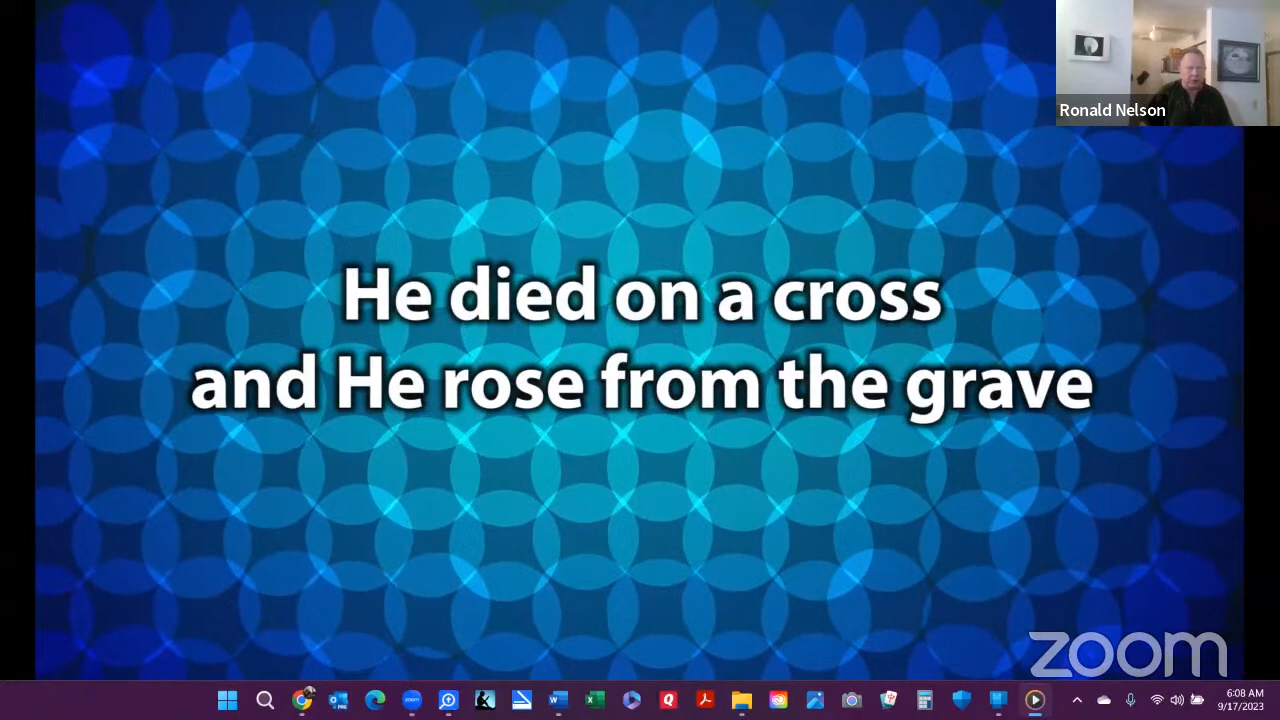 Ronald Nelson
He died on a cross
and He rose from the grave
zoom
6:08 AM
9/17/2023